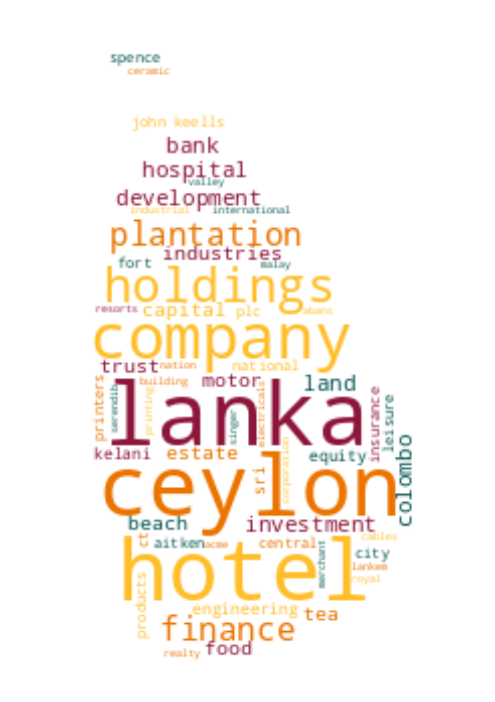 spence
ceramic
john keells
bank
hospital
valley
development
industrial international
plantation
industries
fort malay
holdings
resorts capital plc abans
company
trust nation national
building motor land
printers serendib printing lanka singer electricals insurance leisure
kelani estate sri corporation equity colombo
ceylon
beach investment
ct aitken acme central merchant cables
city
hotel lankem
royal
products engineering tea
finance
realty food